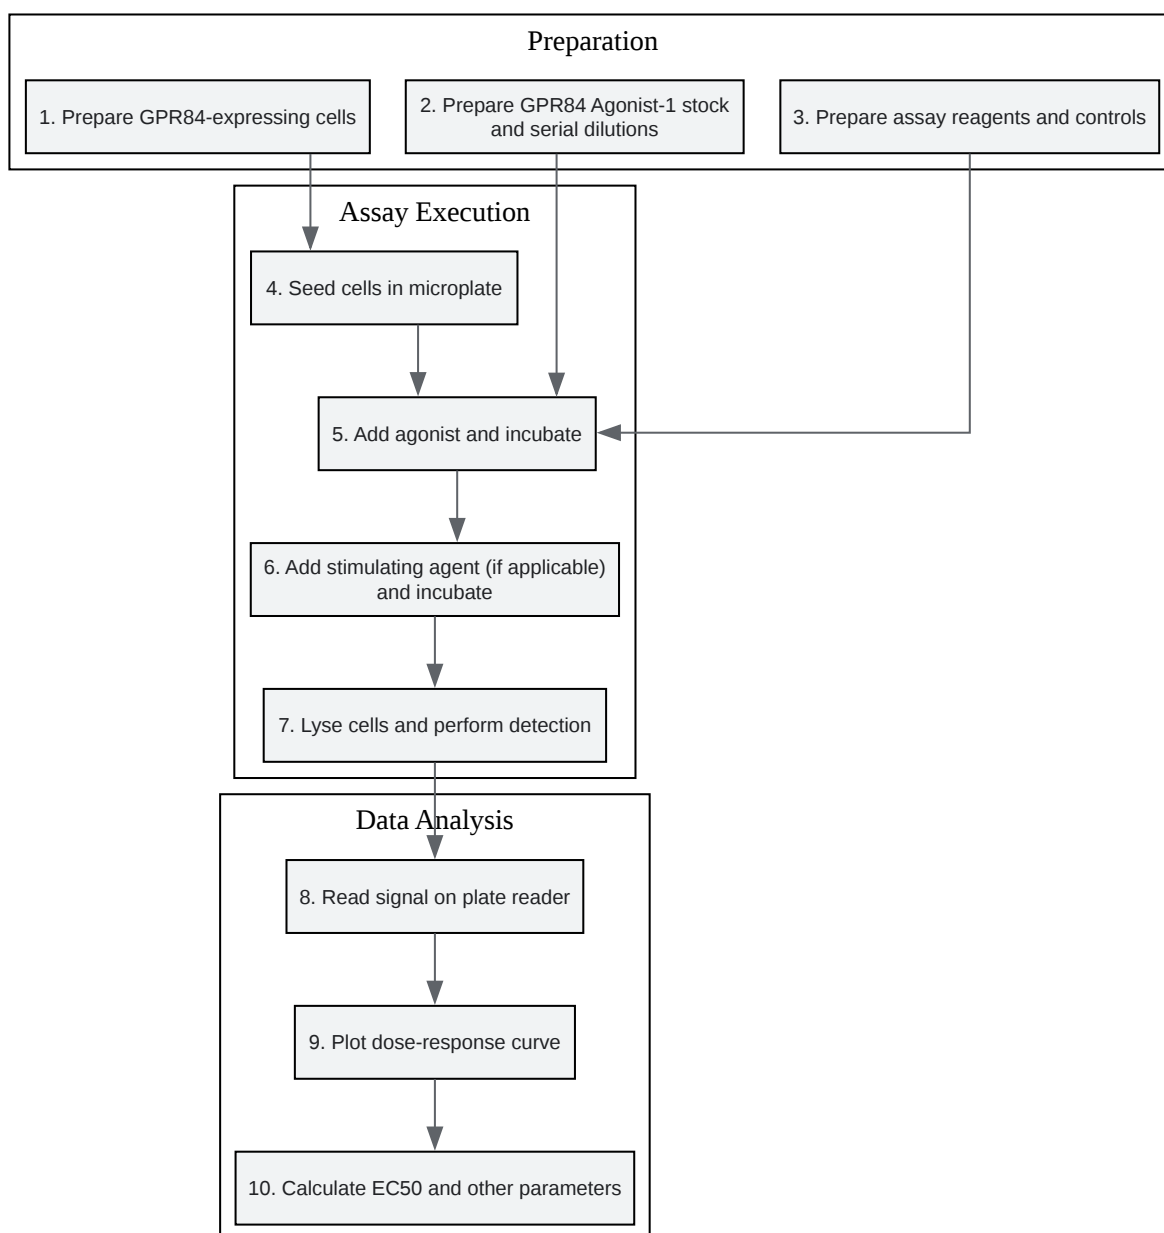 Preparation
1. Prepare GPR84-expressing cells
2. Prepare GPR84 Agonist-1 stock
and serial dilutions
3. Prepare assay reagents and controls
Assay Execution
4. Seed cells in microplate
5. Add agonist and incubate
6. Add stimulating agent (if applicable)
and incubate
7. Lyse cells and perform detection
Data Analysis
8. Read signal on plate reader
9. Plot dose-response curve
10. Calculate EC50 and other parameters